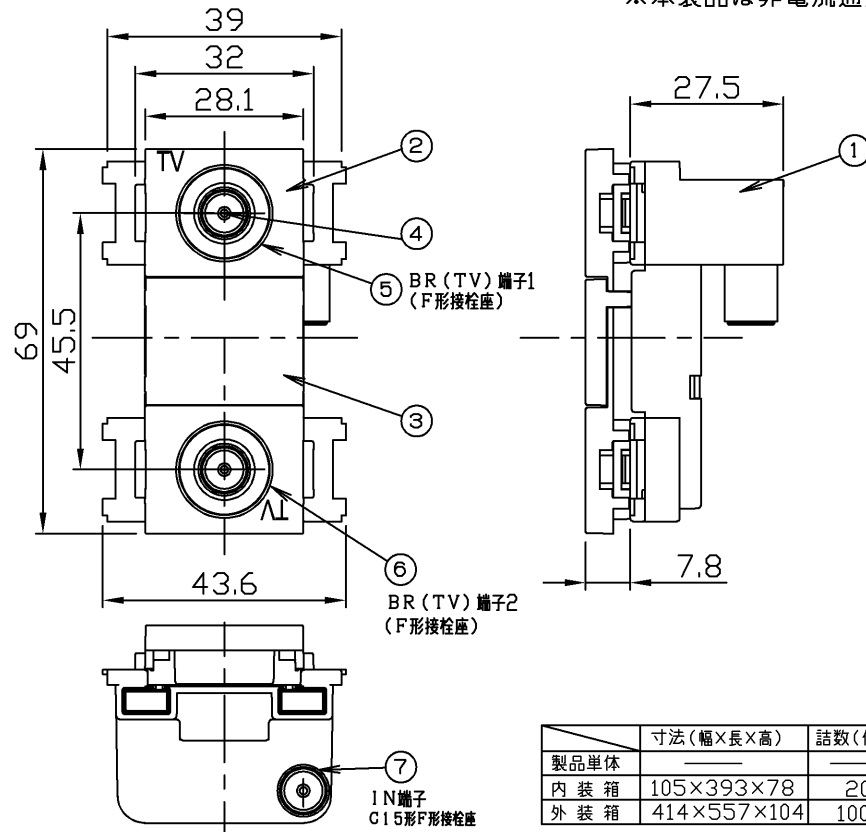 ※本製品は非電流通
39
32
28.1
27.5
TV
①
②
④
⑤ BR(TV)端子1
(F形接栓座)
69
45.5
③
TV
⑥
BR(TV)端子2
(F形接栓座)
43.6
7.8
⑦
IN端子
C15形F形接栓座
寸法(幅×長×高)
製品単体 ―――
内装箱 105×393×78 20
外装箱 414×557×104 100